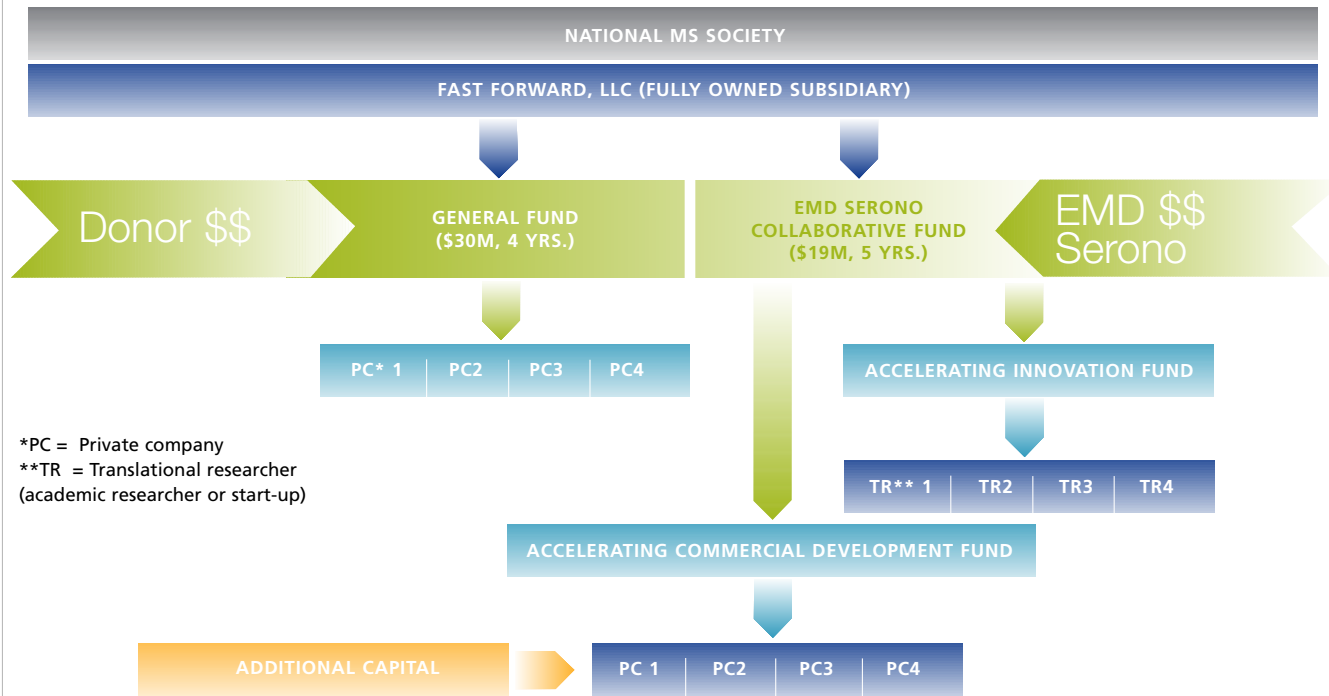 NATIONAL MS SOCIETY
FAST FORWARD, LLC (FULLY OWNED SUBSIDIARY)
Donor $$
GENERAL FUND
($30M, 4 YRS.)
EMD SERONO
COLLABORATIVE FUND
($19M, 5 YRS.)
EMD $$
Serono
PC* 1
PC2
PC3
PC4
ACCELERATING INNOVATION FUND
*PC = Private company
**TR = Translational researcher
(academic researcher or start-up)
TR** 1
TR2
TR3
TR4
ACCELERATING COMMERCIAL DEVELOPMENT FUND
ADDITIONAL CAPITAL
PC 1
PC2
PC3
PC4